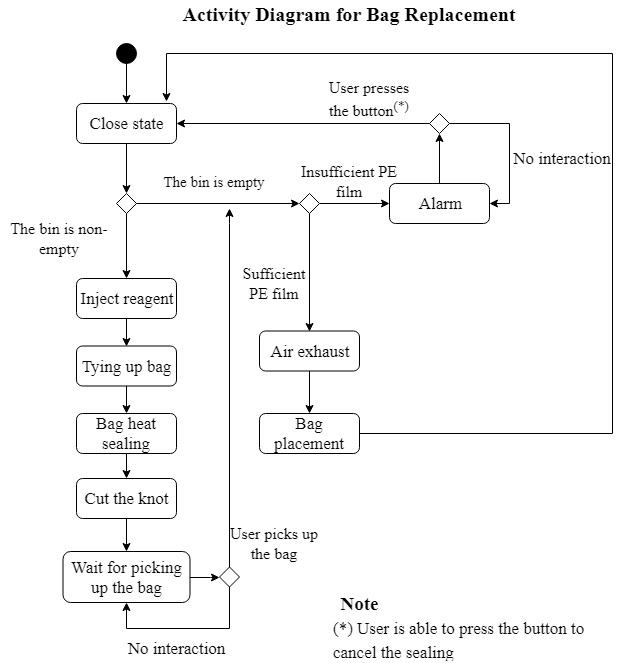 Activity Diagram for Bag Replacement
User presses
the button(*)
Close state
No interaction
The bin is empty
Insufficient PE
film
Alarm
The bin is non-
empty
Sufficient
PE film
Inject reagent
Air exhaust
Tying up bag
Bag heat
sealing
Bag
placement
Cut the knot
User picks up
the bag
Wait for picking
up the bag
No interaction
Note
(*) User is able to press the button to
cancel the sealing